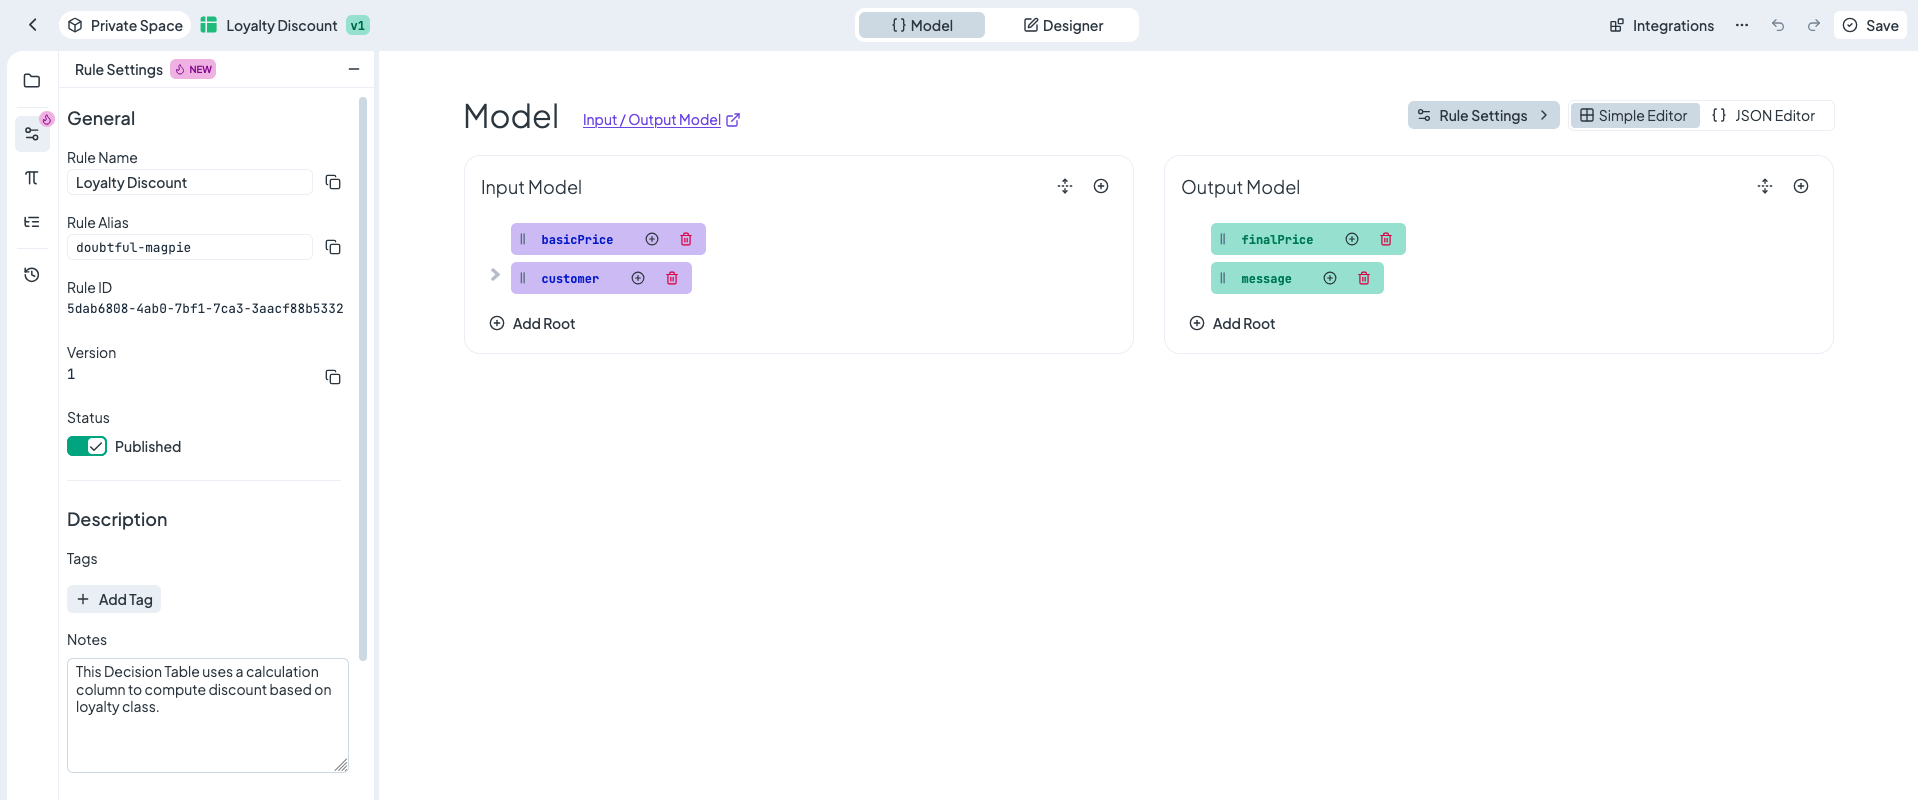 Private Space
Loyalty Discount
v1
{ } Model
Designer
Integrations
Save
Rule Settings
NEW
General
Rule Name
Loyalty Discount
Rule Alias
doubtful-magpie
Rule ID
5dab6808-4ab0-7bf1-7ca3-3aacf88b5332
Version
1
Status
Published
Description
Tags
+ Add Tag
Notes
This Decision Table uses a calculation
column to compute discount based on
loyalty class.
Model
Input / Output Model
Rule Settings
Simple Editor
{ } JSON Editor
Input Model
basicPrice
customer
Add Root
Output Model
finalPrice
message
Add Root